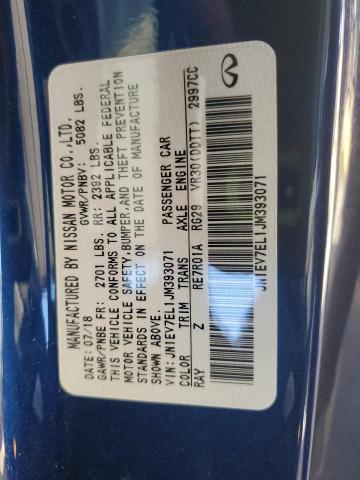 MANUFACTURED BY NISSAN MOTOR CO.,LTD.
DATE: 07/18 GVWR/PNBV: 5082 LBS.
GAWR/PNBE FR: 2701 LBS. RR: 2392 LBS.
THIS VEHICLE CONFORMS TO ALL APPLICABLE FEDERAL
MOTOR VEHICLE SAFETY,BUMPER,AND THEFT PREVENTION
STANDARDS IN EFFECT ON THE DATE OF MANUFACTURE
SHOWN ABOVE.
VIN: JN1EV7EL1JM393071 PASSENGER CAR
COLOR TRIM TRANS AXLE ENGINE
RAY Z RE7R01A RG29 VR30(DDTT) 2997CC
JN1EV7EL1JM393071